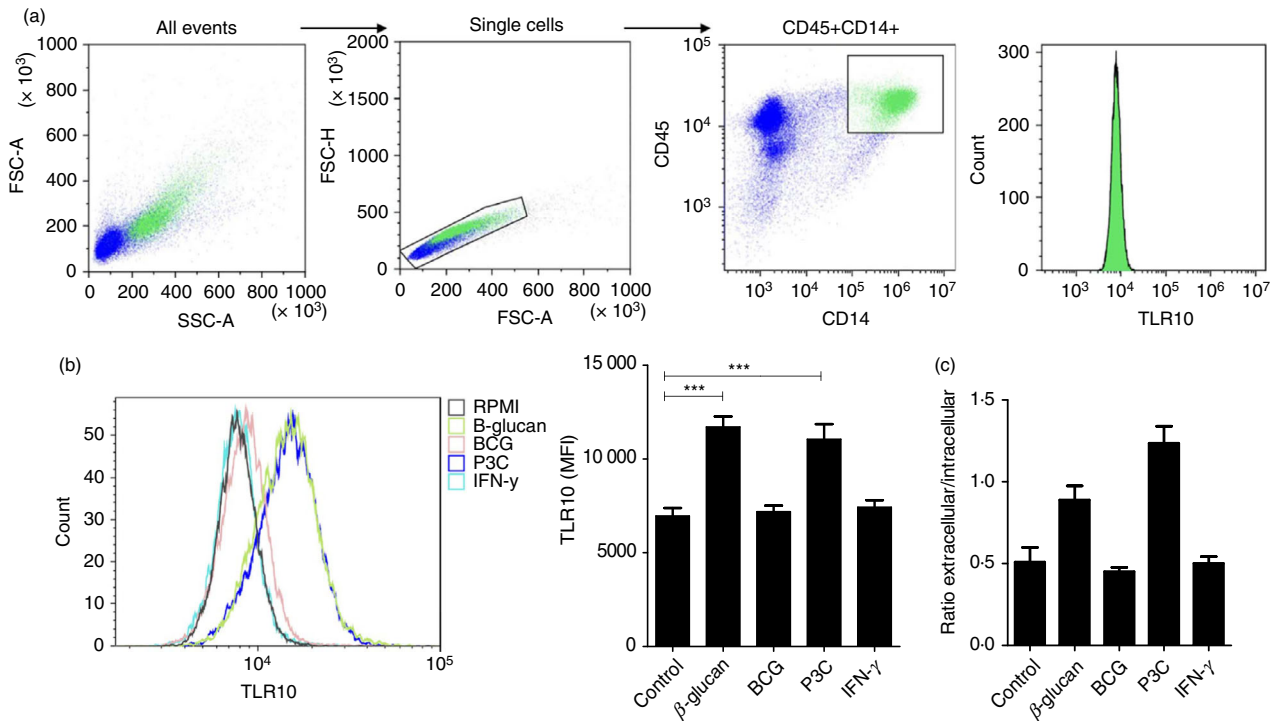 (a)
All events
Single cells
CD45+CD14+
1000
800
600
400
200
0
(× 10³)
FSC-A
0 200 400 600 800 1000
(× 10³)
SSC-A
2000
1500
1000
500
0
(× 10³)
FSC-H
0 200 400 600 800 1000
(× 10³)
FSC-A
10⁵
10⁴
10³
CD45
10³ 10⁴ 10⁵ 10⁶ 10⁷
CD14
300
200
100
0
Count
10³ 10⁴ 10⁵ 10⁶ 10⁷
TLR10
(b)
50
40
30
20
10
0
Count
10⁴ 10⁵
TLR10
RPMI
B-glucan
BCG
P3C
IFN-γ
15 000
10 000
5000
0
TLR10 (MFI)
***
***
Control
β-glucan
BCG
P3C
IFN-γ
(c)
1·5
1·0
0·5
0·0
Ratio extracellular/intracellular
Control
β-glucan
BCG
P3C
IFN-γ